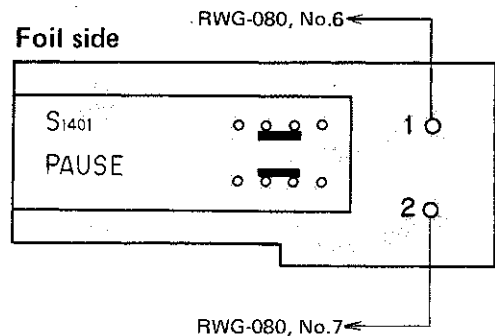 RWG-080, No.6
Foil side
S1401
PAUSE
1
2
RWG-080, No.7